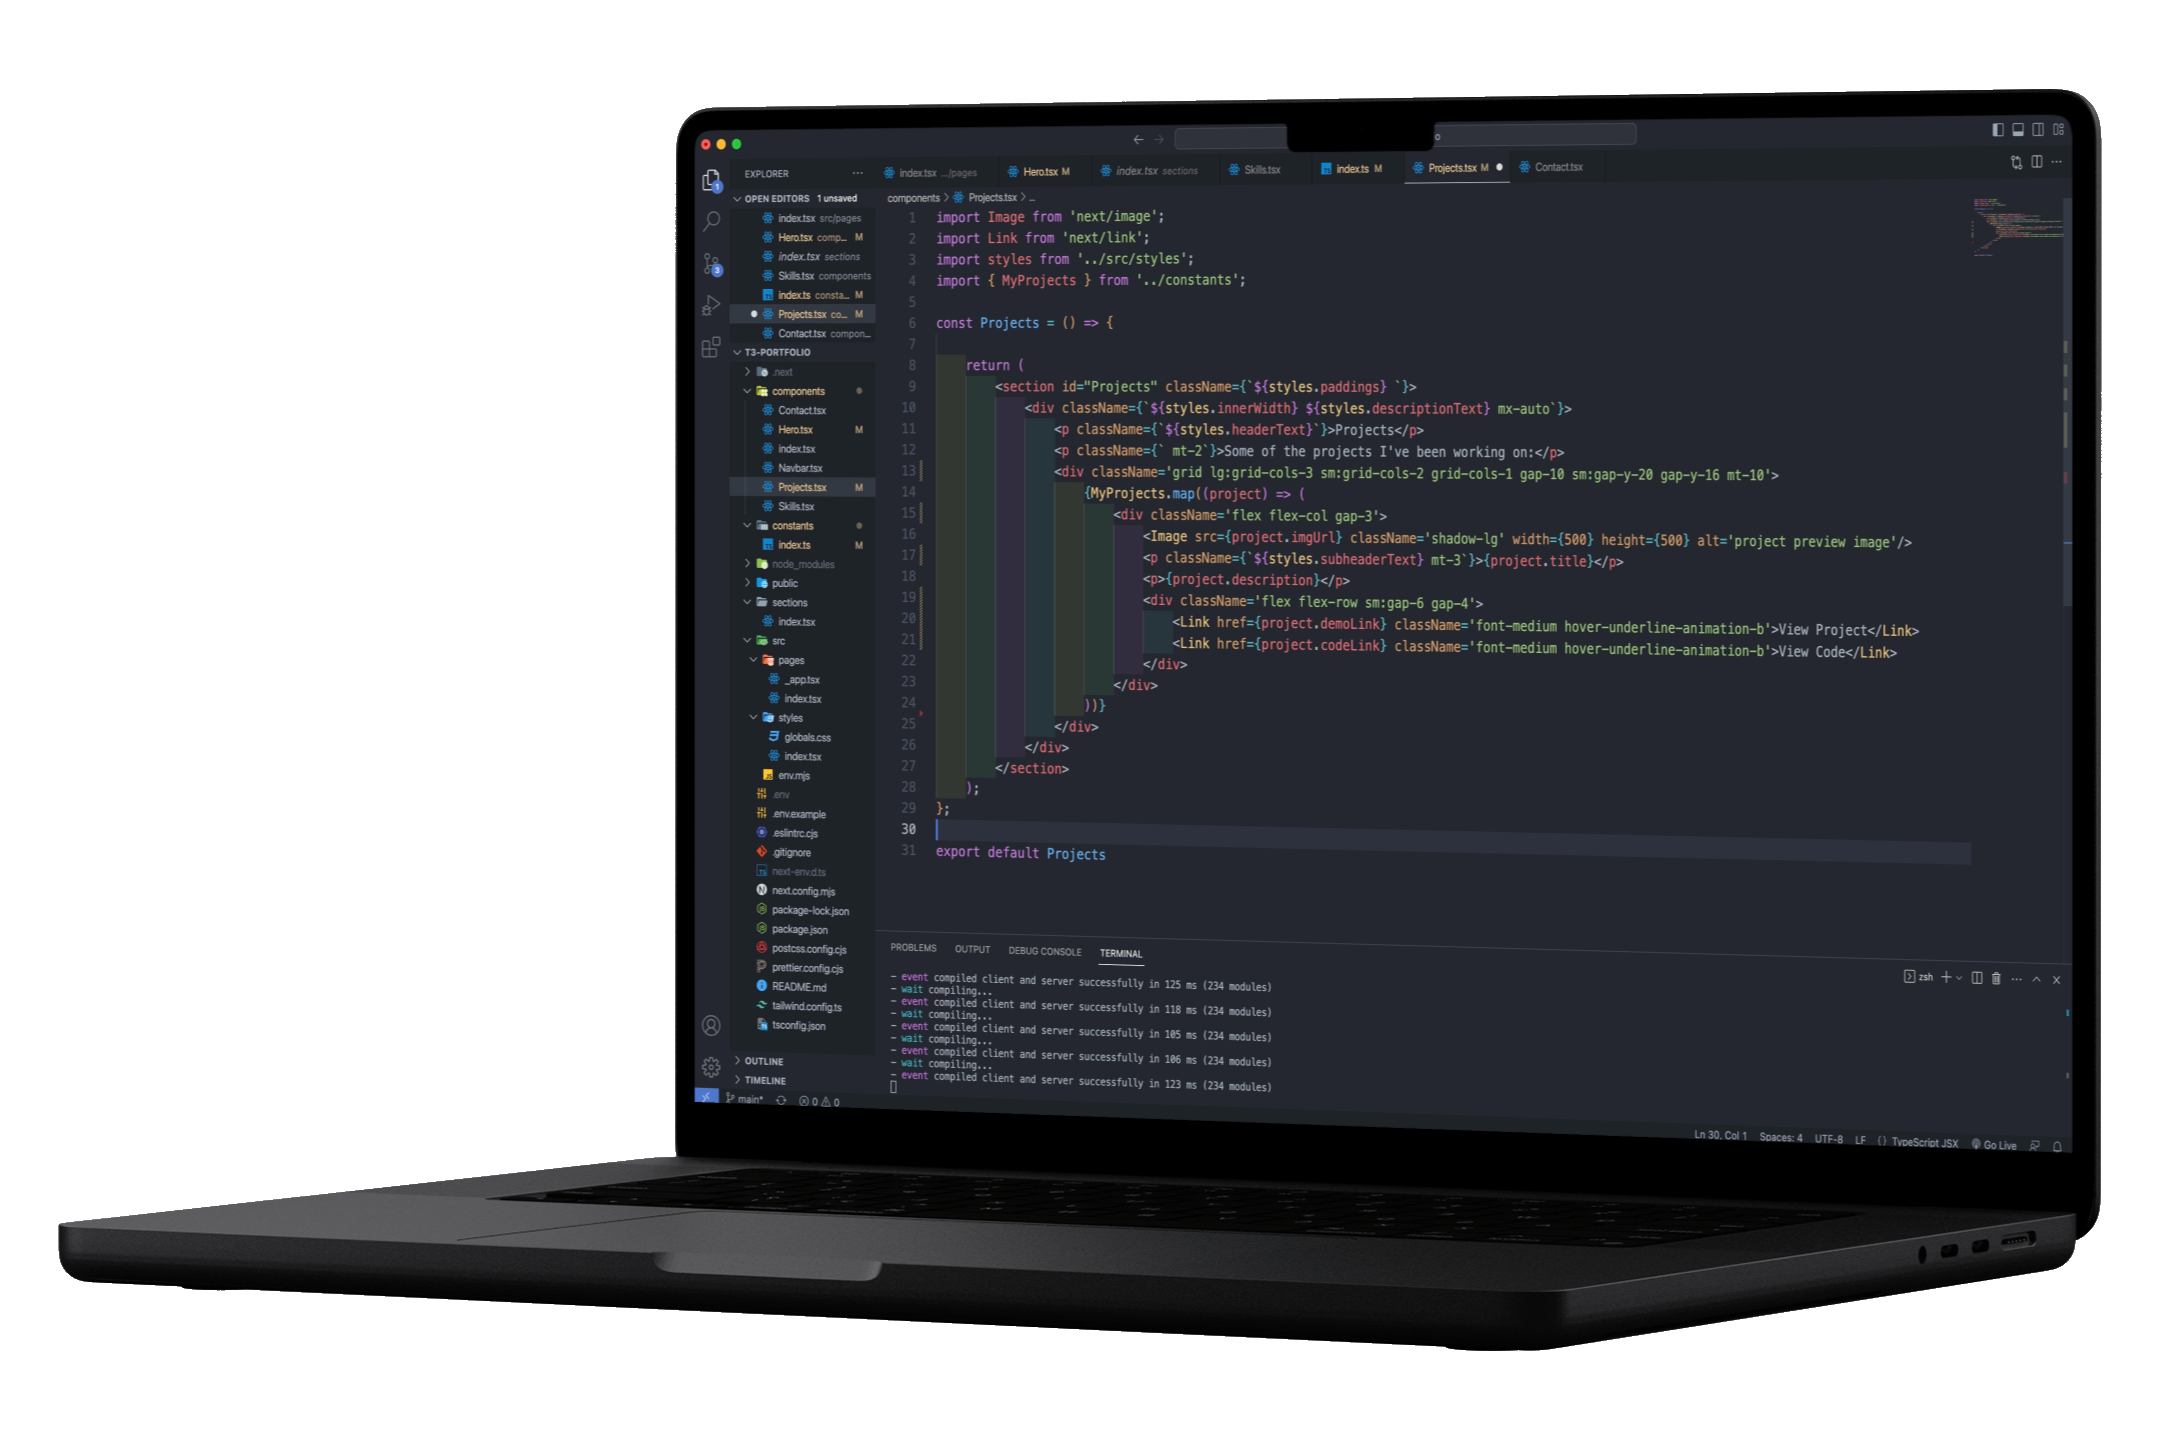 EXPLORER
OPEN EDITORS 1 unsaved
index.tsx src/pages
Hero.tsx comp... M
index.tsx sections
Skills.tsx components
index.ts consta... M
Projects.tsx co... M
Contact.tsx compon...
T3-PORTFOLIO
.next
components
Contact.tsx
Hero.tsx M
index.tsx
Navbar.tsx
Projects.tsx M
Skills.tsx
constants
index.ts M
node_modules
public
sections
index.tsx
src
pages
_app.tsx
index.tsx
styles
globals.css
index.tsx
env.mjs
.env
.env.example
.eslintrc.cjs
.gitignore
next-env.d.ts
next.config.mjs
package-lock.json
package.json
postcss.config.cjs
prettier.config.cjs
README.md
tailwind.config.ts
tsconfig.json
OUTLINE
TIMELINE
index.tsx .../pages Hero.tsx M index.tsx sections Skills.tsx index.ts M Projects.tsx M Contact.tsx
components > Projects.tsx > ...
1 import Image from 'next/image';
2 import Link from 'next/link';
3 import styles from '../src/styles';
4 import { MyProjects } from '../constants';
5
6 const Projects = () => {
7
8 return (
9 <section id="Projects" className={`${styles.paddings} `}>
10 <div className={`${styles.innerWidth} ${styles.descriptionText} mx-auto`}>
11 <p className={`${styles.headerText}`}>Projects</p>
12 <p className={` mt-2`}>Some of the projects I've been working on:</p>
13 <div className='grid lg:grid-cols-3 sm:grid-cols-2 grid-cols-1 gap-10 sm:gap-y-20 gap-y-16 mt-10'>
14 {MyProjects.map((project) => (
15 <div className='flex flex-col gap-3'>
16 <Image src={project.imgUrl} className='shadow-lg' width={500} height={500} alt='project preview image'/>
17 <p className={`${styles.subheaderText} mt-3`}>{project.title}</p>
18 <p>{project.description}</p>
19 <div className='flex flex-row sm:gap-6 gap-4'>
20 <Link href={project.demoLink} className='font-medium hover-underline-animation-b'>View Project</Link>
21 <Link href={project.codeLink} className='font-medium hover-underline-animation-b'>View Code</Link>
22 </div>
23 </div>
24 ))}
25 </div>
26 </div>
27 </section>
28 );
29 };
30
31 export default Projects
PROBLEMS OUTPUT DEBUG CONSOLE TERMINAL
zsh
- event compiled client and server successfully in 125 ms (234 modules)
- wait compiling...
- event compiled client and server successfully in 118 ms (234 modules)
- wait compiling...
- event compiled client and server successfully in 105 ms (234 modules)
- wait compiling...
- event compiled client and server successfully in 106 ms (234 modules)
- wait compiling...
- event compiled client and server successfully in 123 ms (234 modules)
main* 0 0
Ln 30, Col 1 Spaces: 4 UTF-8 LF {} TypeScript JSX Go Live